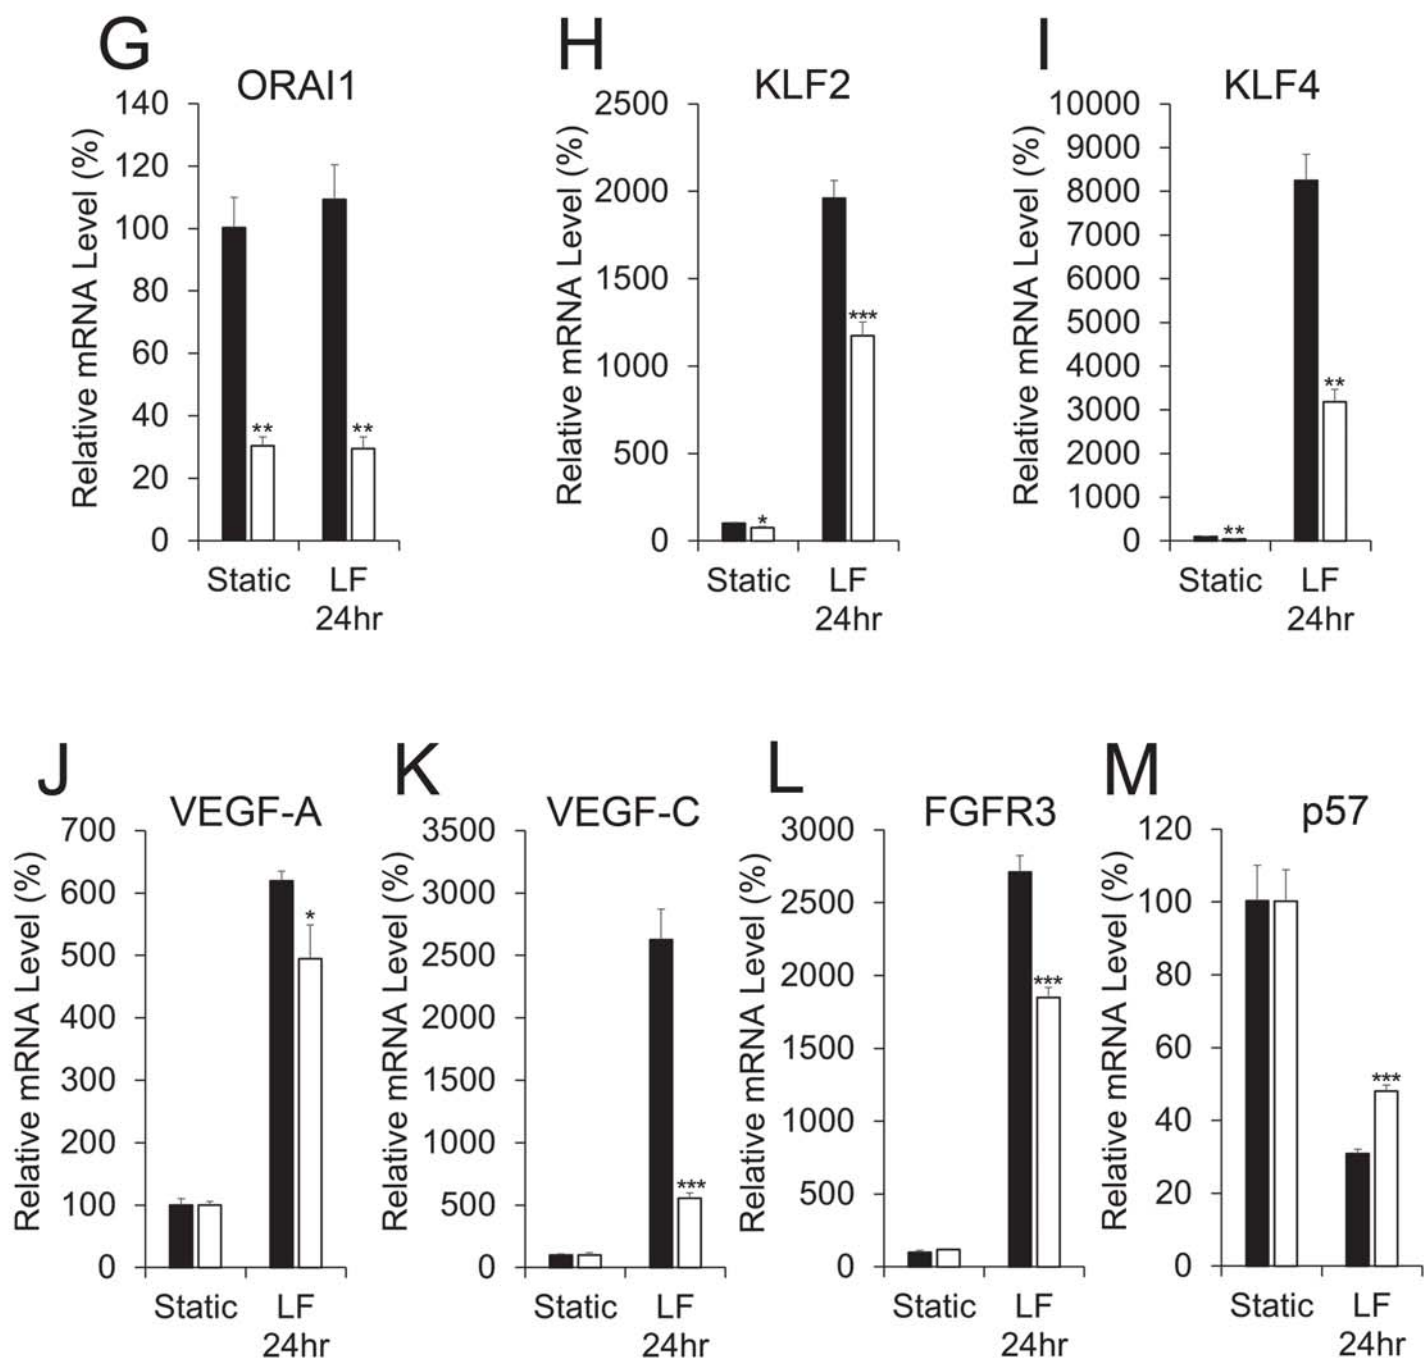 G
ORAI1
Relative mRNA Level (%)
140
120
100
80
60
40
20
0
**
**
Static
LF
24hr
H
KLF2
Relative mRNA Level (%)
2500
2000
1500
1000
500
0
*
***
Static
LF
24hr
I
KLF4
Relative mRNA Level (%)
10000
9000
8000
7000
6000
5000
4000
3000
2000
1000
0
**
**
Static
LF
24hr
J
VEGF-A
Relative mRNA Level (%)
700
600
500
400
300
200
100
0
*
Static
LF
24hr
K
VEGF-C
Relative mRNA Level (%)
3500
3000
2500
2000
1500
1000
500
0
***
Static
LF
24hr
L
FGFR3
Relative mRNA Level (%)
3000
2500
2000
1500
1000
500
0
***
Static
LF
24hr
M
p57
Relative mRNA Level (%)
120
100
80
60
40
20
0
***
Static
LF
24hr